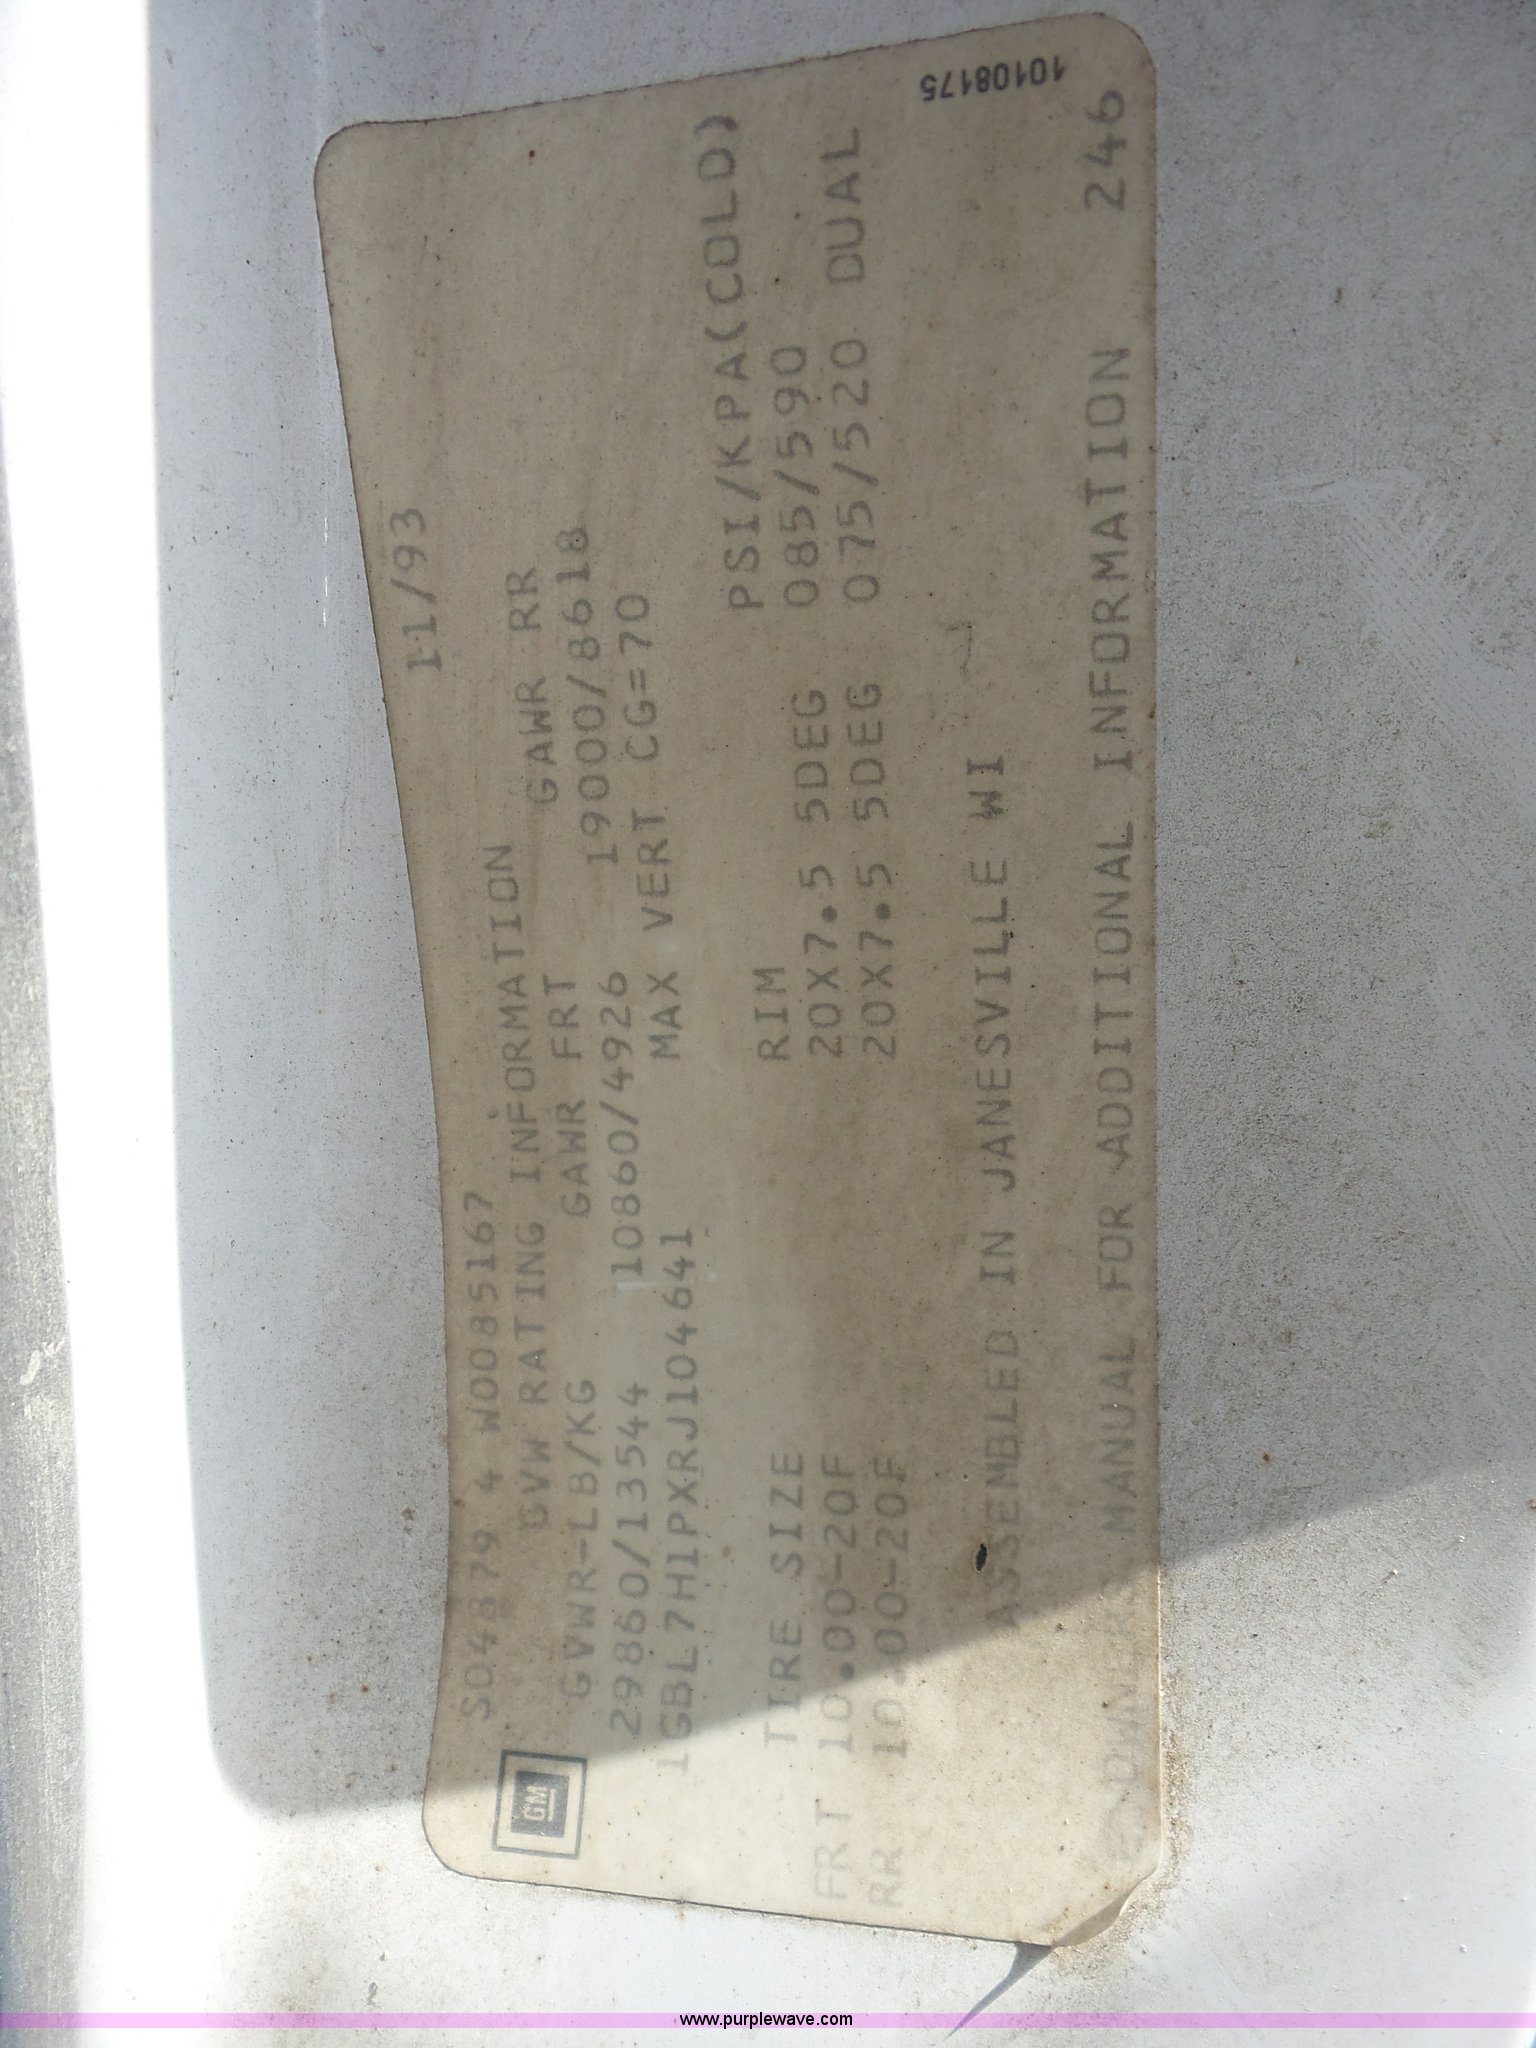 11/93
S04879 4 W0085167
GVW RATING INFORMATION
GVWR-LB/KG GAWR FRT GAWR RR
29860/13544 10860/4926 19000/8618
1GBL7H1PXRJ104641 MAX VERT CG=70
TIRE SIZE RIM PSI/KPA(COLD)
FRT 10.00-20F 20X7.5 5DEG 085/590
RR 10.00-20F 20X7.5 5DEG 075/520 DUAL
ASSEMBLED IN JANESVILLE WI
MANUAL FOR ADDITIONAL INFORMATION 246
10108175
GM
www.purplewave.com